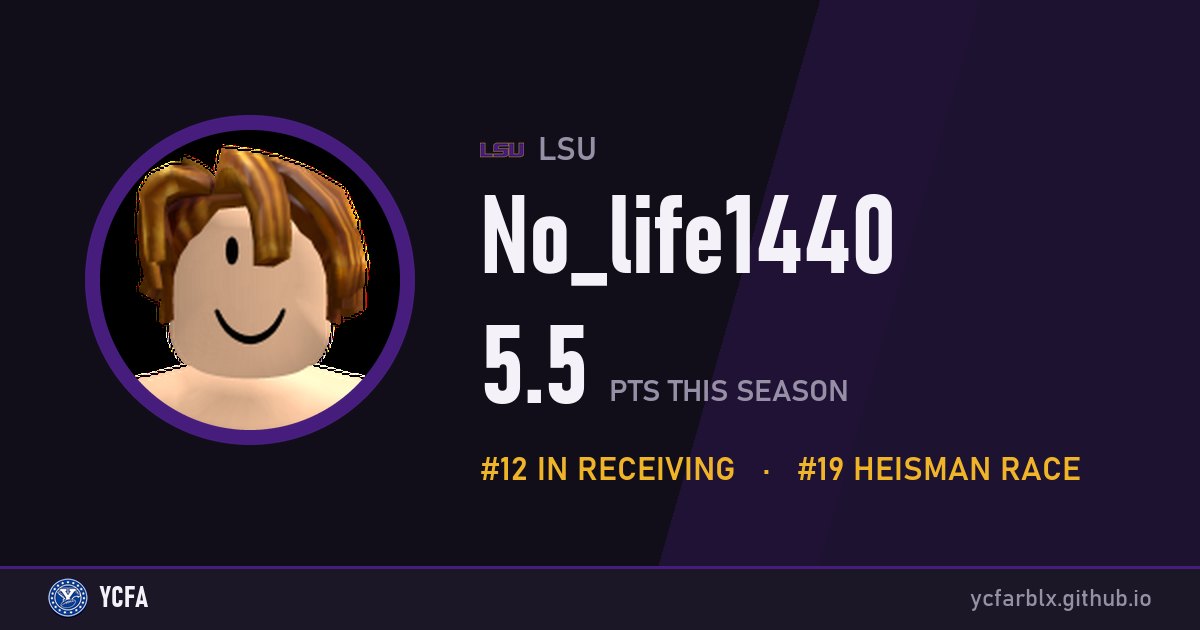 LSU LSU
No_life1440
5.5 PTS THIS SEASON
#12 IN RECEIVING · #19 HEISMAN RACE
YCFA
ycfarblx.github.io